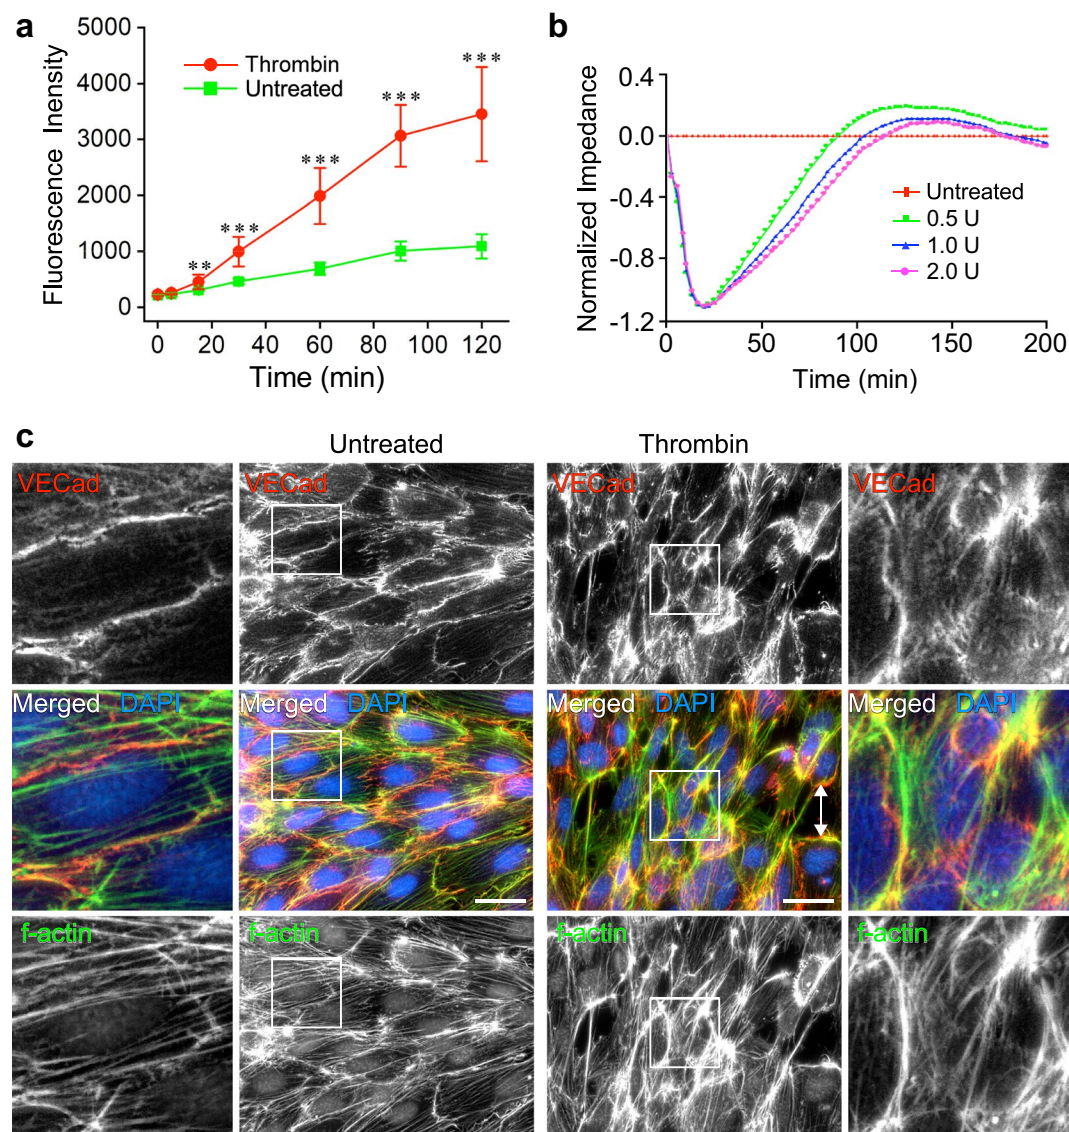 a
5000
4000
3000
2000
1000
0
Fluorescence Inensity
Thrombin
Untreated
**
***
***
***
***
0 20 40 60 80 100 120
Time (min)
b
0.4
0.0
-0.4
-0.8
-1.2
Normalized Impedance
Untreated
0.5 U
1.0 U
2.0 U
0 50 100 150 200
Time (min)
c
Untreated Thrombin
VECad VECad VECad VECad
Merged DAPI Merged DAPI Merged DAPI Merged DAPI
f-actin f-actin f-actin f-actin